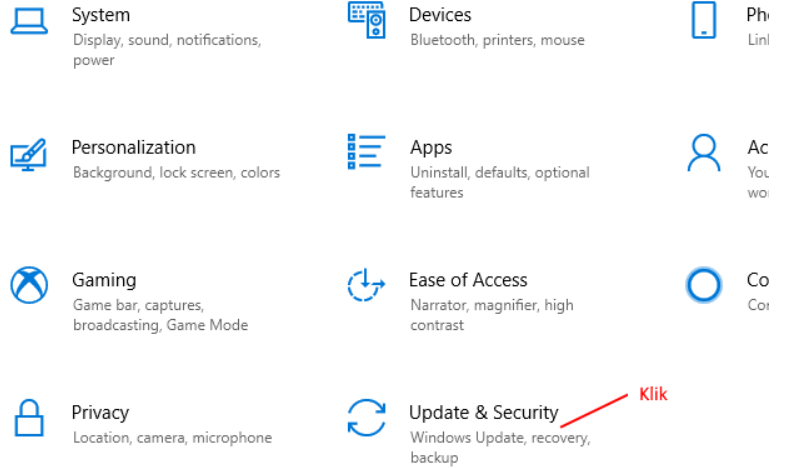 System
Display, sound, notifications,
power
Devices
Bluetooth, printers, mouse
Personalization
Background, lock screen, colors
Apps
Uninstall, defaults, optional
features
You
Gaming
Game bar, captures,
broadcasting, Game Mode
Ease of Access
Narrator, magnifier, high
contrast
Privacy
Location, camera, microphone
Update & Security
Windows Update, recovery,
backup
Klik